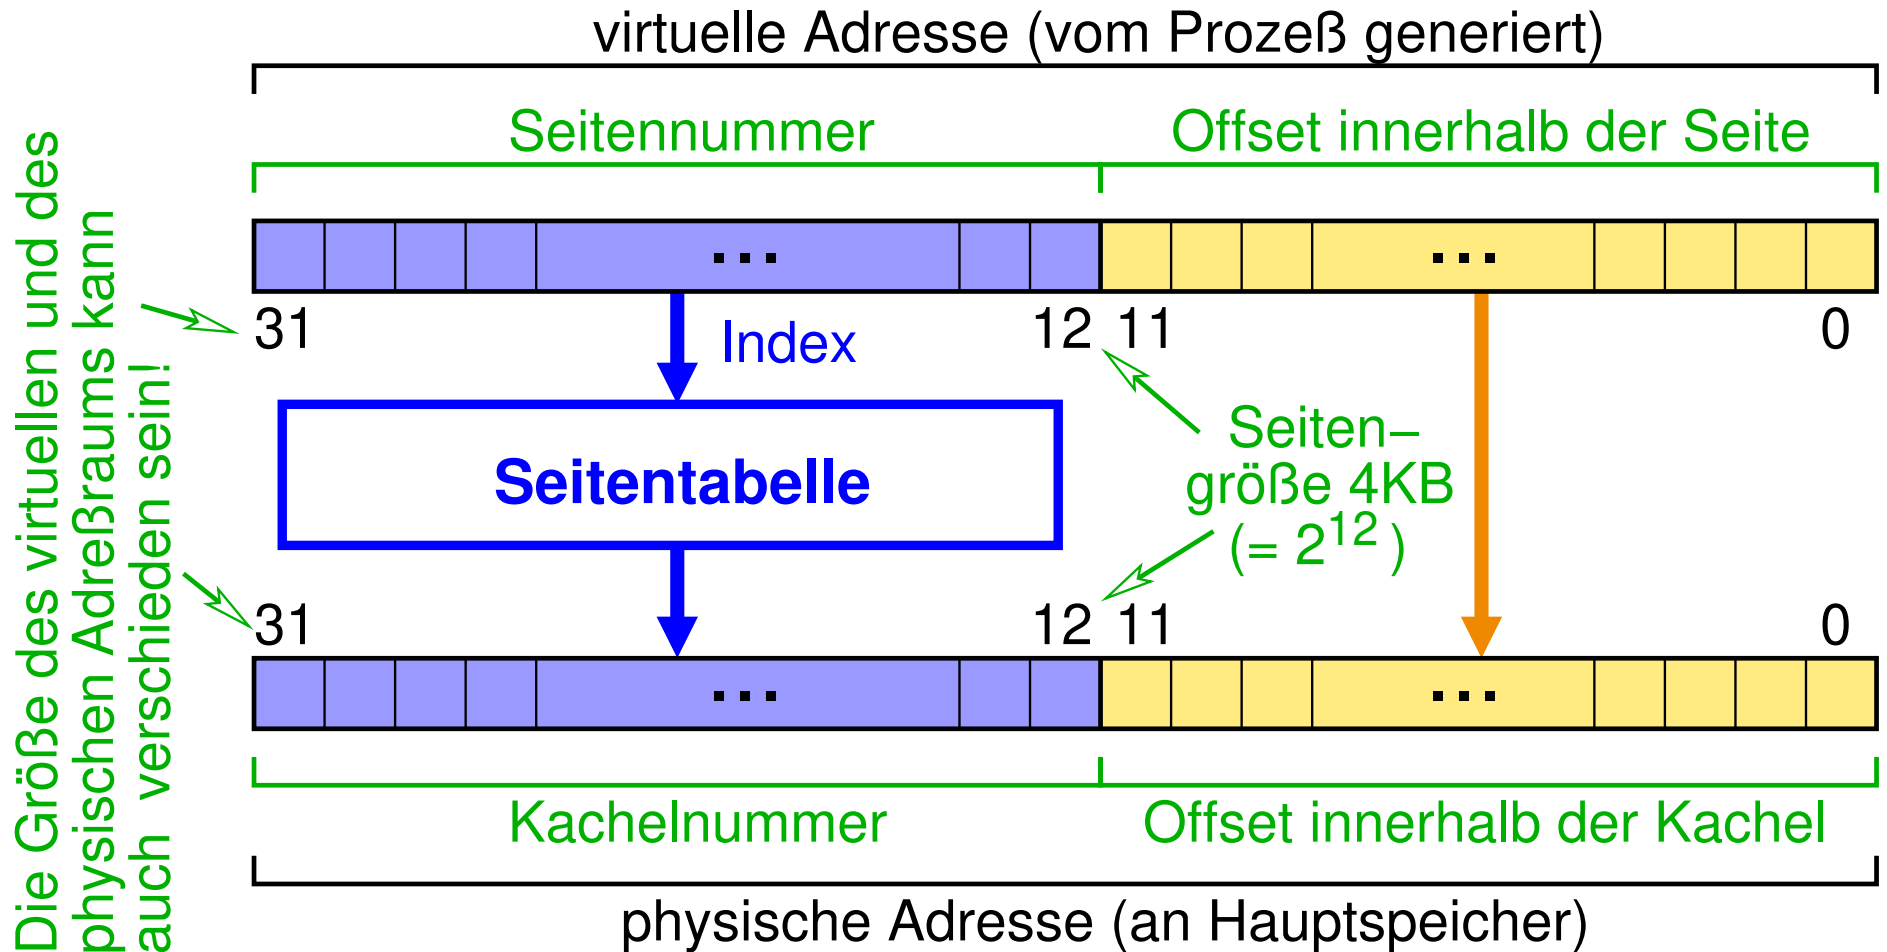 virtuelle Adresse (vom Prozeß generiert)
Seitennummer
Offset innerhalb der Seite
...
...
31
12
11
0
Index
Seitentabelle
Seiten–
größe 4KB
(= 2^12 )
31
12
11
0
...
...
Kachelnummer
Offset innerhalb der Kachel
physische Adresse (an Hauptspeicher)
Die Größe des virtuellen und des
physischen Adreßraums kann
auch verschieden sein!